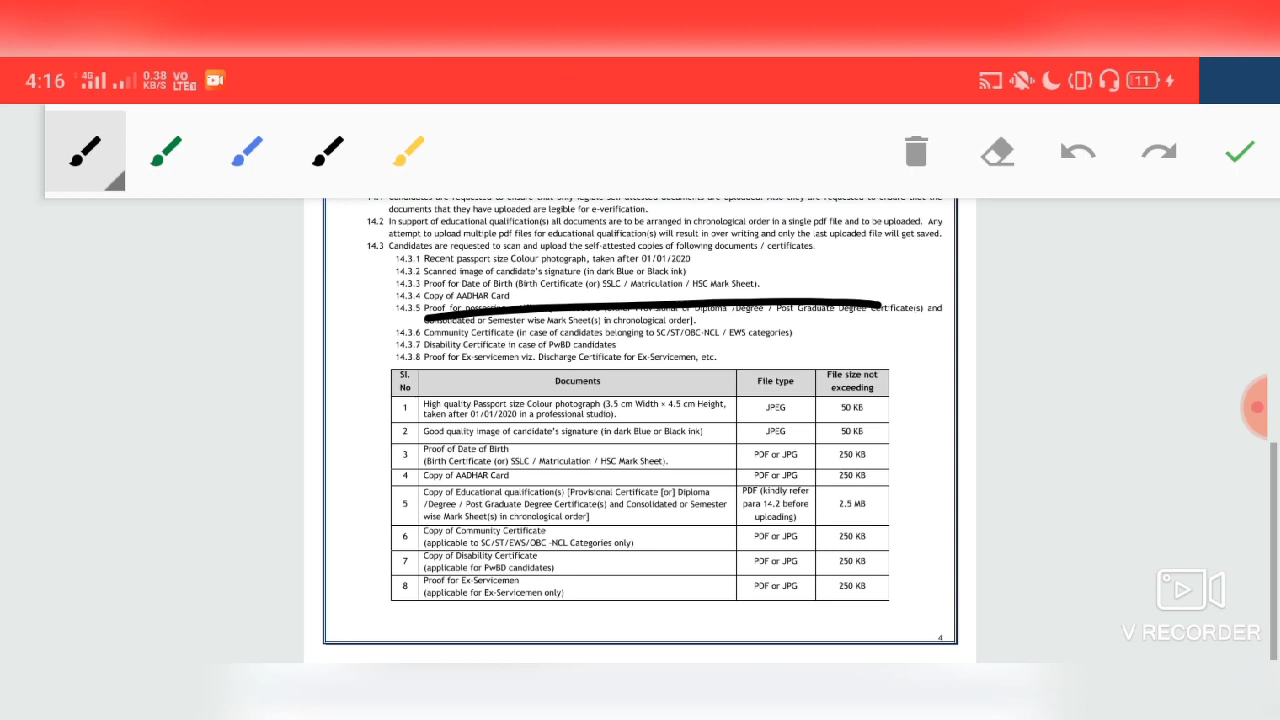 4:16 4G 0.38 KB/S VO LTE 11
documents that they have uploaded are legible for e-verification.
14.2 In support of educational qualification(s) all documents are to be arranged in chronological order in a single pdf file and to be uploaded. Any
attempt to upload multiple pdf files for educational qualification(s) will result in over writing and only the last uploaded file will get saved.
14.3 Candidates are requested to scan and upload the self-attested copies of following documents / certificates.
14.3.1 Recent passport size Colour photograph, taken after 01/01/2020
14.3.2 Scanned image of candidate's signature (in dark Blue or Black ink)
14.3.3 Proof for Date of Birth (Birth Certificate (or) SSLC / Matriculation / HSC Mark Sheet).
14.3.4 Copy of AADHAR Card
14.3.5 Proof for /Degree / Post Graduate Degree Certificate(s) and
Consolidated or Semester wise Mark Sheet(s) in chronological order].
14.3.6 Community Certificate (in case of candidates belonging to SC/ST/OBC-NCL / EWS categories)
14.3.7 Disability Certificate in case of PwBD candidates
14.3.8 Proof for Ex-servicemen viz. Discharge Certificate for Ex-Servicemen, etc.
Sl. No Documents File type File size not exceeding
1 High quality Passport size Colour photograph (3.5 cm Width × 4.5 cm Height, taken after 01/01/2020 in a professional studio). JPEG 50 KB
2 Good quality image of candidate's signature (in dark Blue or Black ink) JPEG 50 KB
3 Proof of Date of Birth (Birth Certificate (or) SSLC / Matriculation / HSC Mark Sheet). PDF or JPG 250 KB
4 Copy of AADHAR Card PDF or JPG 250 KB
5 Copy of Educational qualification(s) [Provisional Certificate [or] Diploma /Degree / Post Graduate Degree Certificate(s) and Consolidated or Semester wise Mark Sheet(s) in chronological order] PDF (kindly refer para 14.2 before uploading) 2.5 MB
6 Copy of Community Certificate (applicable to SC/ST/EWS/OBC -NCL Categories only) PDF or JPG 250 KB
7 Copy of Disability Certificate (applicable for PwBD candidates) PDF or JPG 250 KB
8 Proof for Ex-Servicemen (applicable for Ex-Servicemen only) PDF or JPG 250 KB
4
V RECORDER